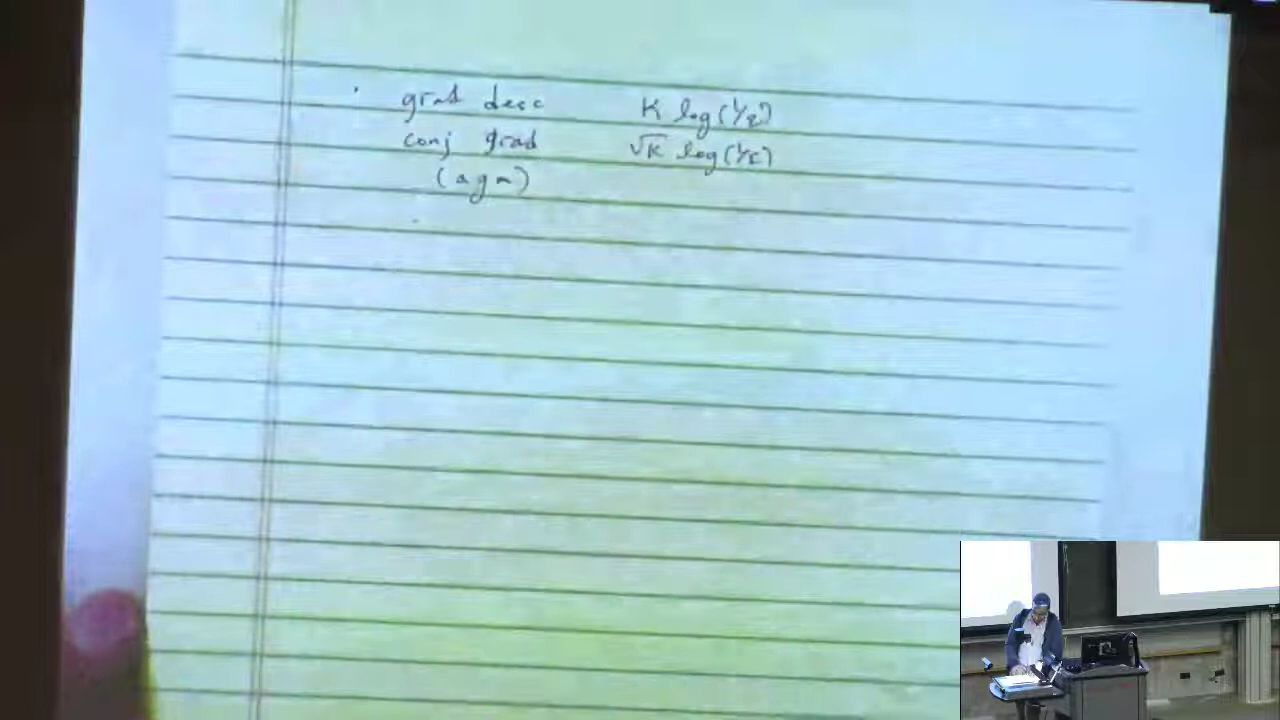 grad desc K log(1/ε)
conj grad √K log(1/ε)
(agm)